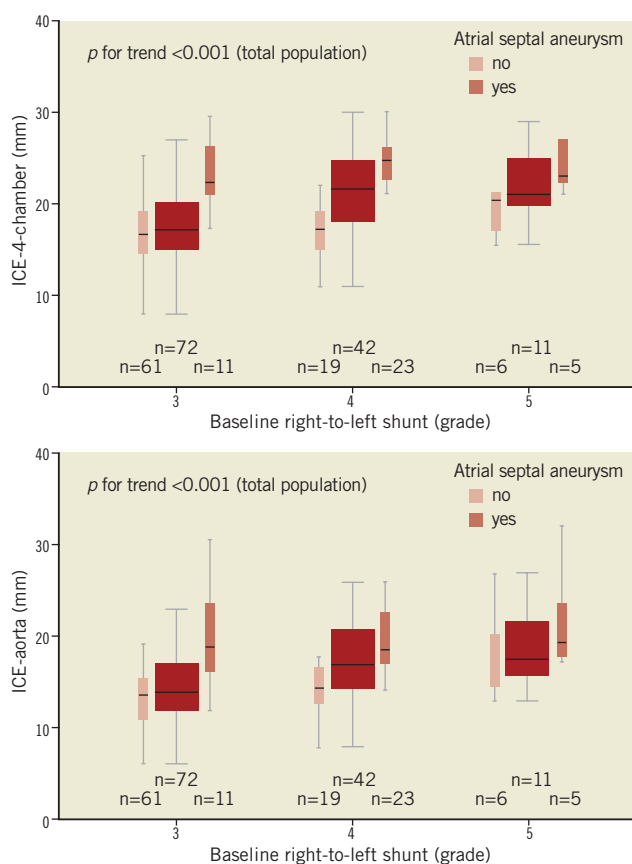 40
p for trend <0.001 (total population)
Atrial septal aneurysm
no
yes
30
ICE-4-chamber (mm)
20
10
n=72
n=42
n=11
n=61
n=11
n=19
n=23
n=6
n=5
0
3
4
5
Baseline right-to-left shunt (grade)
40
p for trend <0.001 (total population)
Atrial septal aneurysm
no
yes
30
ICE-aorta (mm)
20
10
n=72
n=42
n=11
n=61
n=11
n=19
n=23
n=6
n=5
0
3
4
5
Baseline right-to-left shunt (grade)